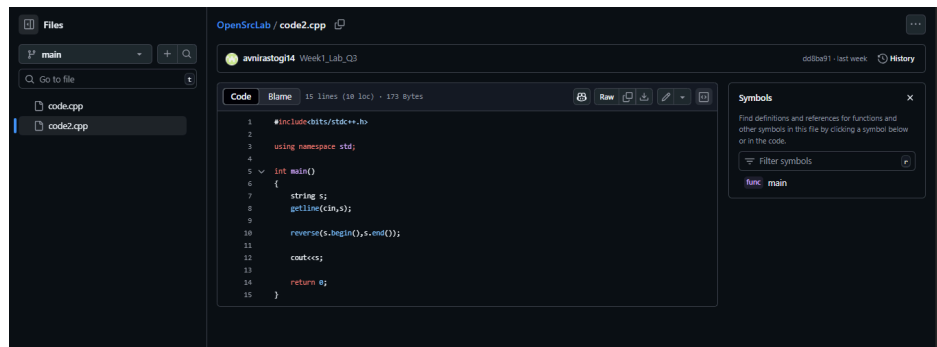 Files
main
Go to file
t
code.cpp
code2.cpp
OpenSrcLab / code2.cpp
avnirastogi14 Week1_Lab_Q3
dd8ba91 · last week History
Code Blame 15 lines (10 loc) · 173 Bytes
Raw
1 #include<bits/stdc++.h>
2
3 using namespace std;
4
5 int main()
6 {
7 string s;
8 getline(cin,s);
9
10 reverse(s.begin(),s.end());
11
12 cout<<s;
13
14 return 0;
15 }
Symbols
Find definitions and references for functions and
other symbols in this file by clicking a symbol below
or in the code.
Filter symbols
r
func main